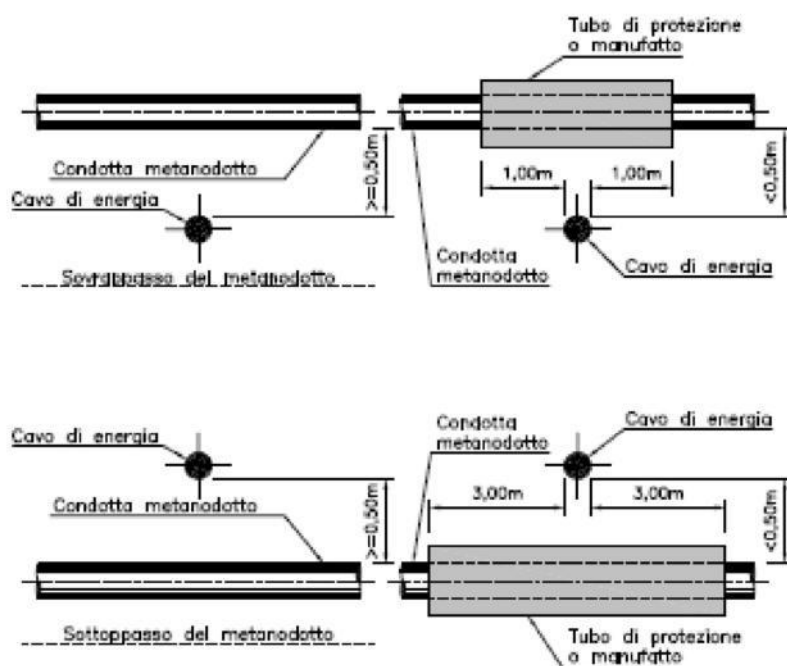 Tubo di protezione
o manufatto
Condotta metanodotto
>=0,50m
1,00m
1,00m
<0,50m
Cavo di energia
Condotta
metanodotto
Cavo di energia
Sovrappasso del metanodotto
Cavo di energia
Condotta
metanodotto
Cavo di energia
Condotta metanodotto
>=0,50m
3,00m
3,00m
<0,50m
Sottoppasso del metanodotto
Tubo di protezione
o manufatto